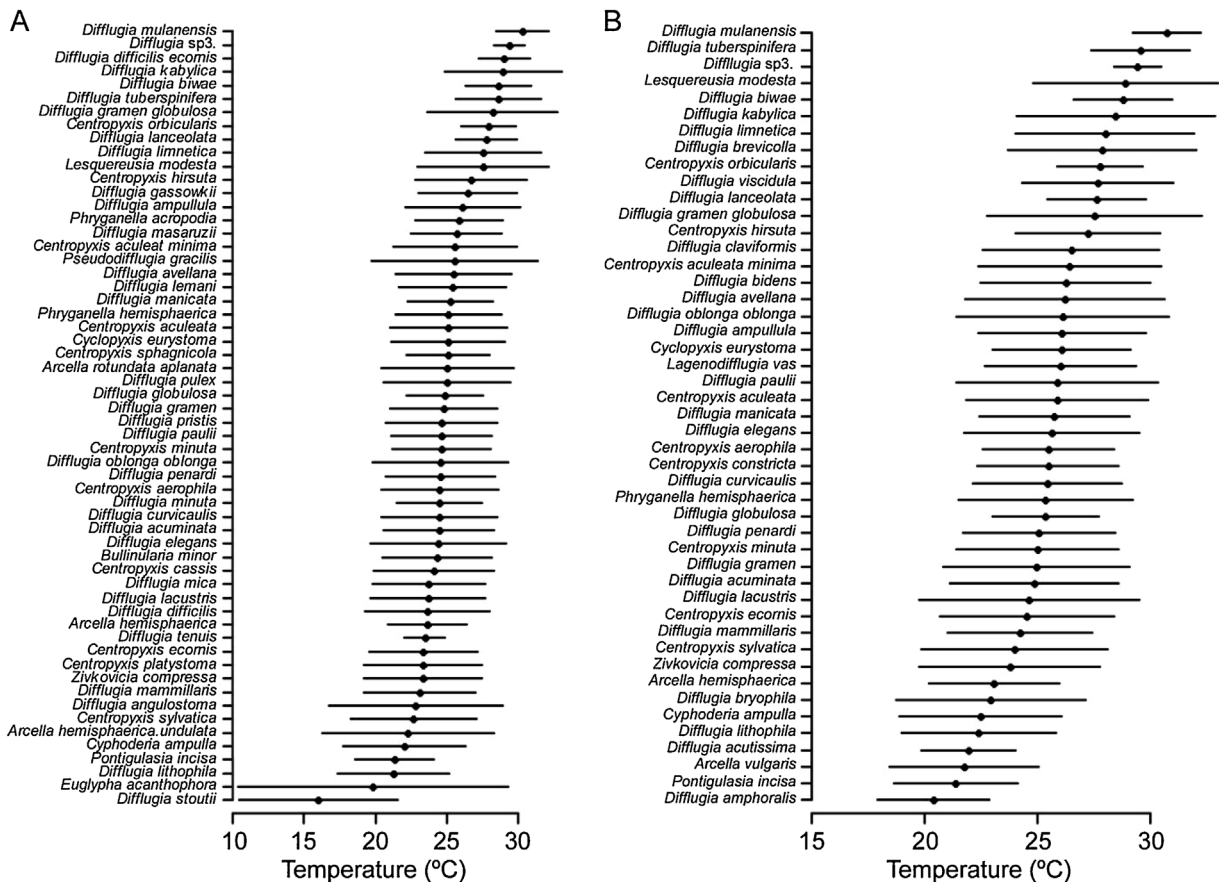 A
Difflugia mulanensis
Difflugia sp3.
Difflugia difficilis ecornis
Difflugia kabylica
Difflugia biwae
Difflugia tuberspinifera
Difflugia gramen globulosa
Centropyxis orbicularis
Difflugia lanceolata
Difflugia limnetica
Lesquereusia modesta
Centropyxis hirsuta
Difflugia gassowkii
Difflugia ampullula
Phryganella acropodia
Difflugia masaruzii
Centropyxis aculeat minima
Pseudodifflugia gracilis
Difflugia avellana
Difflugia lemani
Difflugia manicata
Phryganella hemisphaerica
Centropyxis aculeata
Cyclopyxis eurystoma
Centropyxis sphagnicola
Arcella rotundata aplanata
Difflugia pulex
Difflugia globulosa
Difflugia gramen
Difflugia pristis
Difflugia paulii
Centropyxis minuta
Difflugia oblonga oblonga
Difflugia penardi
Centropyxis aerophila
Difflugia minuta
Difflugia curvicaulis
Difflugia acuminata
Difflugia elegans
Bullinularia minor
Centropyxis cassis
Difflugia mica
Difflugia lacustris
Difflugia difficilis
Arcella hemisphaerica
Difflugia tenuis
Centropyxis ecornis
Centropyxis platystoma
Zivkovicia compressa
Difflugia mammillaris
Difflugia angulostoma
Centropyxis sylvatica
Arcella hemisphaerica.undulata
Cyphoderia ampulla
Pontigulasia incisa
Difflugia lithophila
Euglypha acanthophora
Difflugia stoutii
10 15 20 25 30
Temperature (ºC)
B
Difflugia mulanensis
Difflugia tuberspinifera
Diffllugia sp3.
Lesquereusia modesta
Difflugia biwae
Difflugia kabylica
Difflugia limnetica
Difflugia brevicolla
Centropyxis orbicularis
Difflugia viscidula
Difflugia lanceolata
Difflugia gramen globulosa
Centropyxis hirsuta
Difflugia claviformis
Centropyxis aculeata minima
Difflugia bidens
Difflugia avellana
Difflugia oblonga oblonga
Difflugia ampullula
Cyclopyxis eurystoma
Lagenodifflugia vas
Difflugia paulii
Centropyxis aculeata
Difflugia manicata
Difflugia elegans
Centropyxis aerophila
Centropyxis constricta
Difflugia curvicaulis
Phryganella hemisphaerica
Difflugia globulosa
Difflugia penardi
Centropyxis minuta
Difflugia gramen
Difflugia acuminata
Difflugia lacustris
Centropyxis ecornis
Difflugia mammillaris
Centropyxis sylvatica
Zivkovicia compressa
Arcella hemisphaerica
Difflugia bryophila
Cyphoderia ampulla
Difflugia lithophila
Difflugia acutissima
Arcella vulgaris
Pontigulasia incisa
Difflugia amphoralis
15 20 25 30
Temperature (ºC)